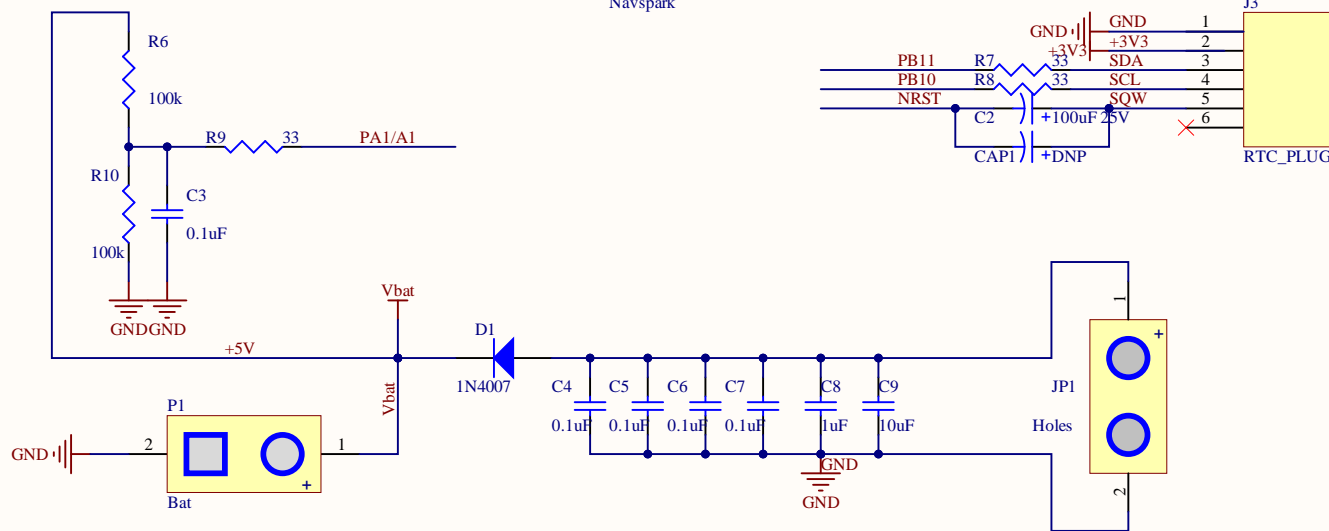 Navspark
J3
R6
100k
R9
33
PA1/A1
R10
100k
C3
0.1uF
GND
GND
GND
GND
1
+3V3
+3V3
2
PB11
R7
33
SDA
3
PB10
R8
33
SCL
4
NRST
C2
+100uF 25V
SQW
5
6
CAP1
+DNP
RTC_PLUG
Vbat
+5V
D1
1N4007
Vbat
C4
0.1uF
C5
0.1uF
C6
0.1uF
C7
0.1uF
C8
1uF
C9
10uF
GND
GND
1
+
JP1
Holes
2
P1
GND
2
1
+
Bat